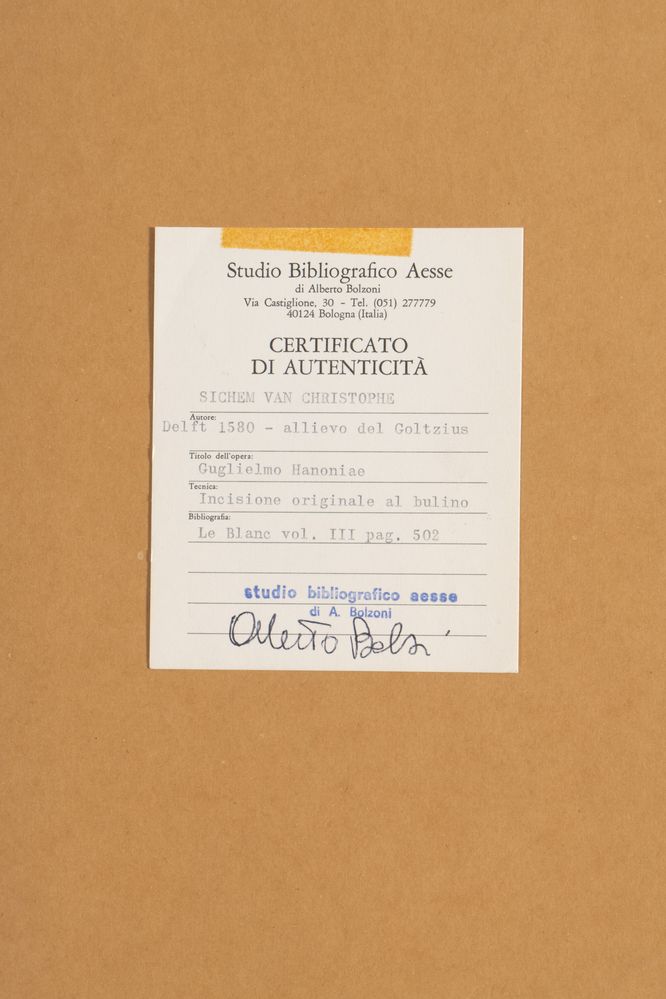 Studio Bibliografico Aesse
di Alberto Bolzoni
Via Castiglione, 30 - Tel. (051) 277779
40124 Bologna (Italia)
CERTIFICATO
DI AUTENTICITÀ
SICHEM VAN CHRISTOPHE
Autore:
Delft 1580 - allievo del Goltzius
Titolo dell'opera:
Guglielmo Hanoniae
Tecnica:
Incisione originale al bulino
Bibliografia:
Le Blanc vol. III pag. 502
studio bibliografico aesse
di A. Bolzoni
Alberto